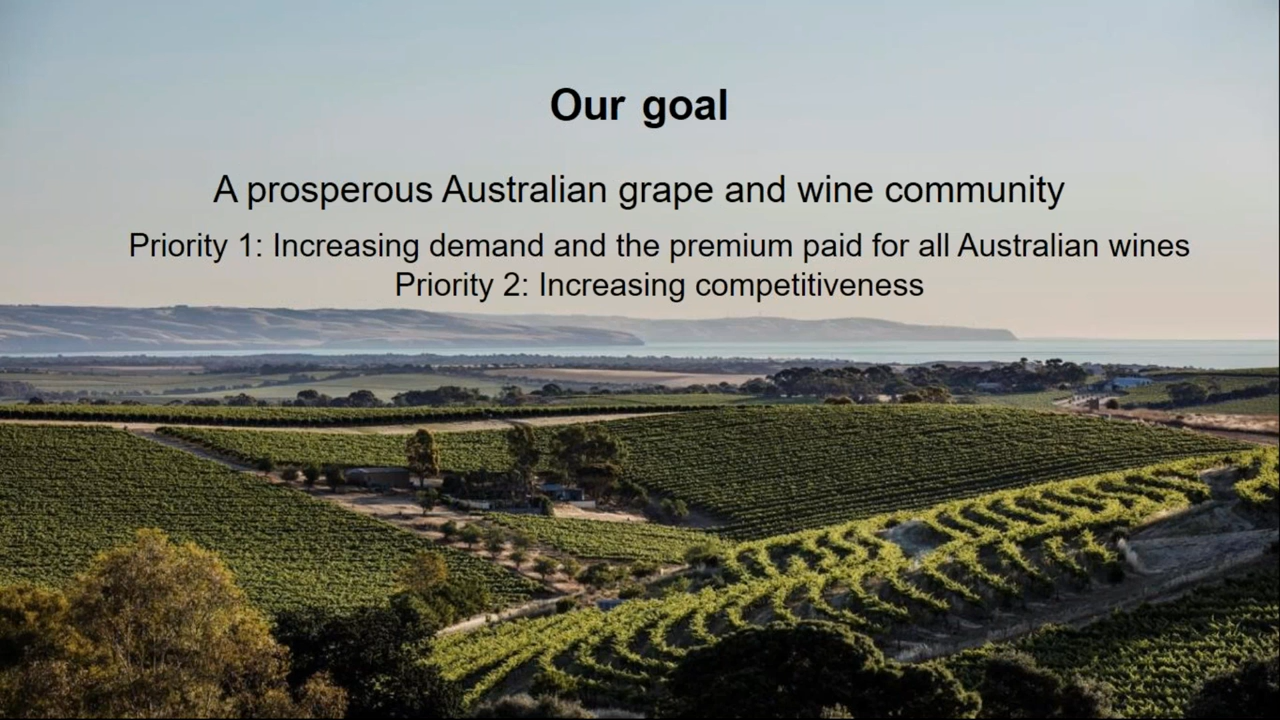 Our goal
A prosperous Australian grape and wine community
Priority 1: Increasing demand and the premium paid for all Australian wines
Priority 2: Increasing competitiveness